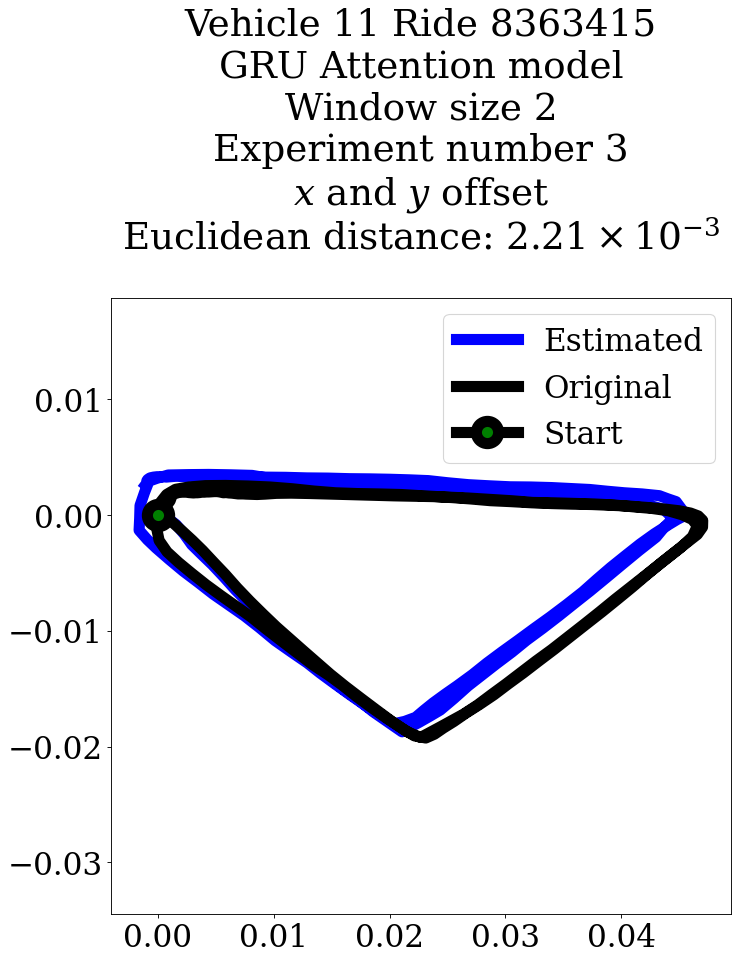 Vehicle 11 Ride 8363415
GRU Attention model
Window size 2
Experiment number 3
x and y offset
Euclidean distance: 2.21 × 10⁻³
Estimated
Original
Start
0.01
0.00
−0.01
−0.02
−0.03
0.00 0.01 0.02 0.03 0.04